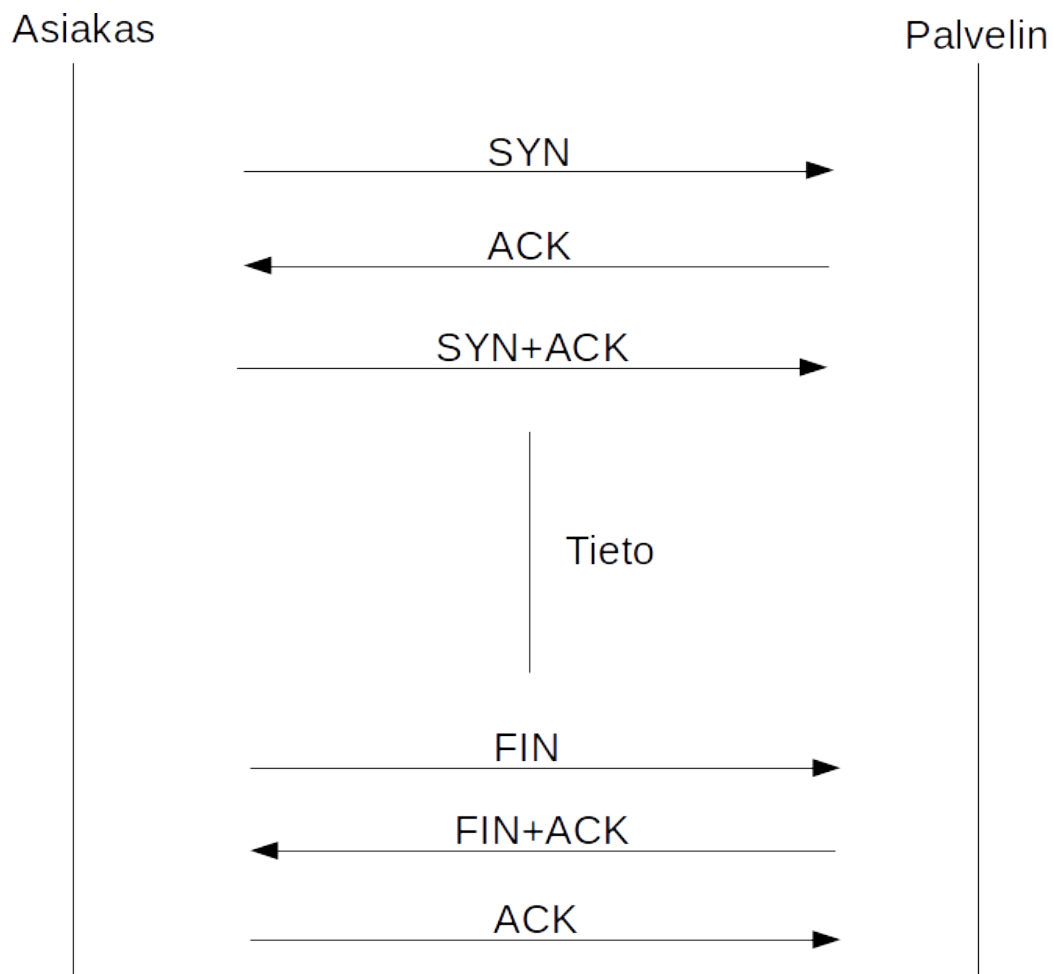 Asiakas
Palvelin
SYN
ACK
SYN+ACK
Tieto
FIN
FIN+ACK
ACK